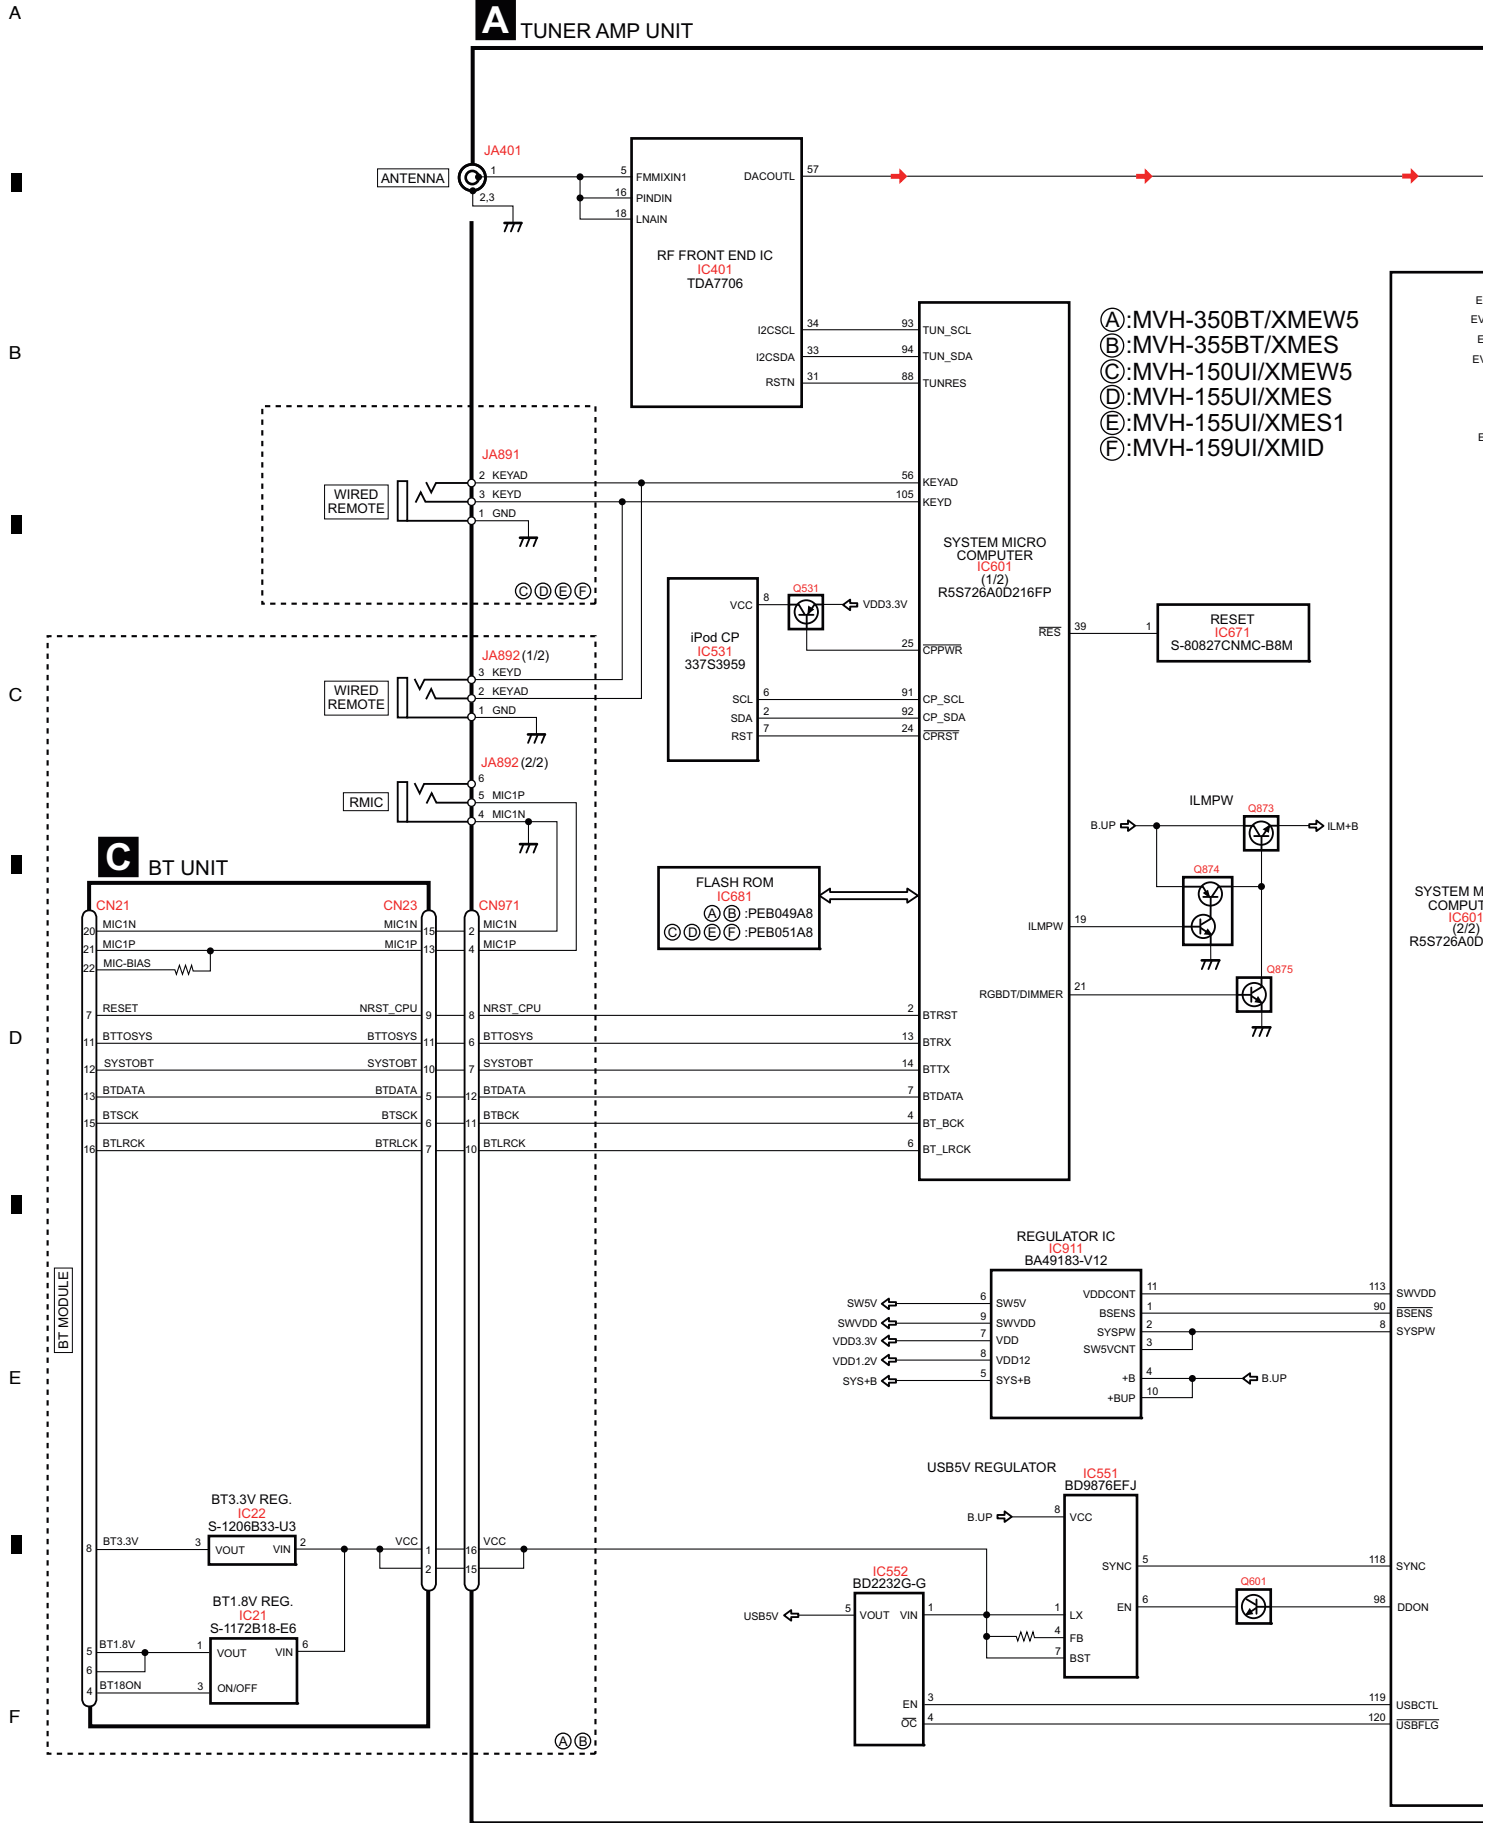 A
A TUNER AMP UNIT
JA401
ANTENNA
1
2,3
5 FMMIXIN1
16 PINDIN
18 LNAIN
DACOUTL 57
RF FRONT END IC
IC401
TDA7706
I2CSCL 34
I2CSDA 33
RSTN 31
93 TUN_SCL
94 TUN_SDA
88 TUNRES
B
Ⓐ:MVH-350BT/XMEW5
Ⓑ:MVH-355BT/XMES
Ⓒ:MVH-150UI/XMEW5
Ⓓ:MVH-155UI/XMES
Ⓔ:MVH-155UI/XMES1
Ⓕ:MVH-159UI/XMID
E
EV
E
EV
E
JA891
WIRED
REMOTE
2 KEYAD
3 KEYD
1 GND
56 KEYAD
105 KEYD
Ⓒ Ⓓ Ⓔ Ⓕ
SYSTEM MICRO
COMPUTER
IC601
(1/2)
R5S726A0D216FP
VCC 8
Q531
VDD3.3V
iPod CP
IC531
337S3959
25 CPPWR
SCL 6
SDA 2
RST 7
91 CP_SCL
92 CP_SDA
24 CPRST
RES 39
1
RESET
IC671
S-80827CNMC-B8M
C
JA892 (1/2)
WIRED
REMOTE
3 KEYD
2 KEYAD
1 GND
JA892 (2/2)
RMIC
6
5 MIC1P
4 MIC1N
ILMPW
B.UP
Q873
ILM+B
Q874
ILMPW 19
RGBDT/DIMMER 21
Q875
FLASH ROM
IC681
Ⓐ Ⓑ :PEB049A8
Ⓒ Ⓓ Ⓔ Ⓕ :PEB051A8
SYSTEM M
COMPUT
IC601
(2/2)
R5S726A0D
C BT UNIT
CN21
CN23
CN971
20 MIC1N
MIC1N 15
2 MIC1N
21 MIC1P
MIC1P 13
4 MIC1P
22 MIC-BIAS
D
7 RESET
NRST_CPU 9
8 NRST_CPU
2 BTRST
11 BTTOSYS
BTTOSYS 11
6 BTTOSYS
13 BTRX
12 SYSTOBT
SYSTOBT 10
7 SYSTOBT
14 BTTX
13 BTDATA
BTDATA 5
12 BTDATA
7 BTDATA
15 BTSCK
BTSCK 6
11 BTBCK
4 BT_BCK
16 BTLRCK
BTRLCK 7
10 BTLRCK
6 BT_LRCK
BT MODULE
E
REGULATOR IC
IC911
BA49183-V12
SW5V 6 SW5V
SWVDD 9 SWVDD
VDD3.3V 7 VDD
VDD1.2V 8 VDD12
SYS+B 5 SYS+B
VDDCONT 11
BSENS 1
SYSPW 2
SW5VCNT 3
+B 4
+BUP 10
B.UP
113 SWVDD
90 BSENS
8 SYSPW
USB5V REGULATOR
IC551
BD9876EFJ
B.UP
8 VCC
SYNC 5
118 SYNC
EN 6
Q601
98 DDON
1 LX
4 FB
7 BST
IC552
BD2232G-G
USB5V
5 VOUT
VIN 1
EN 3
OC 4
119 USBCTL
120 USBFLG
BT3.3V REG.
IC22
S-1206B33-U3
8 BT3.3V
3 VOUT
VIN 2
VCC 1
2
16 VCC
15
BT1.8V REG.
IC21
S-1172B18-E6
5 BT1.8V
6
4 BT18ON
1 VOUT
VIN 6
3 ON/OFF
F
Ⓐ Ⓑ